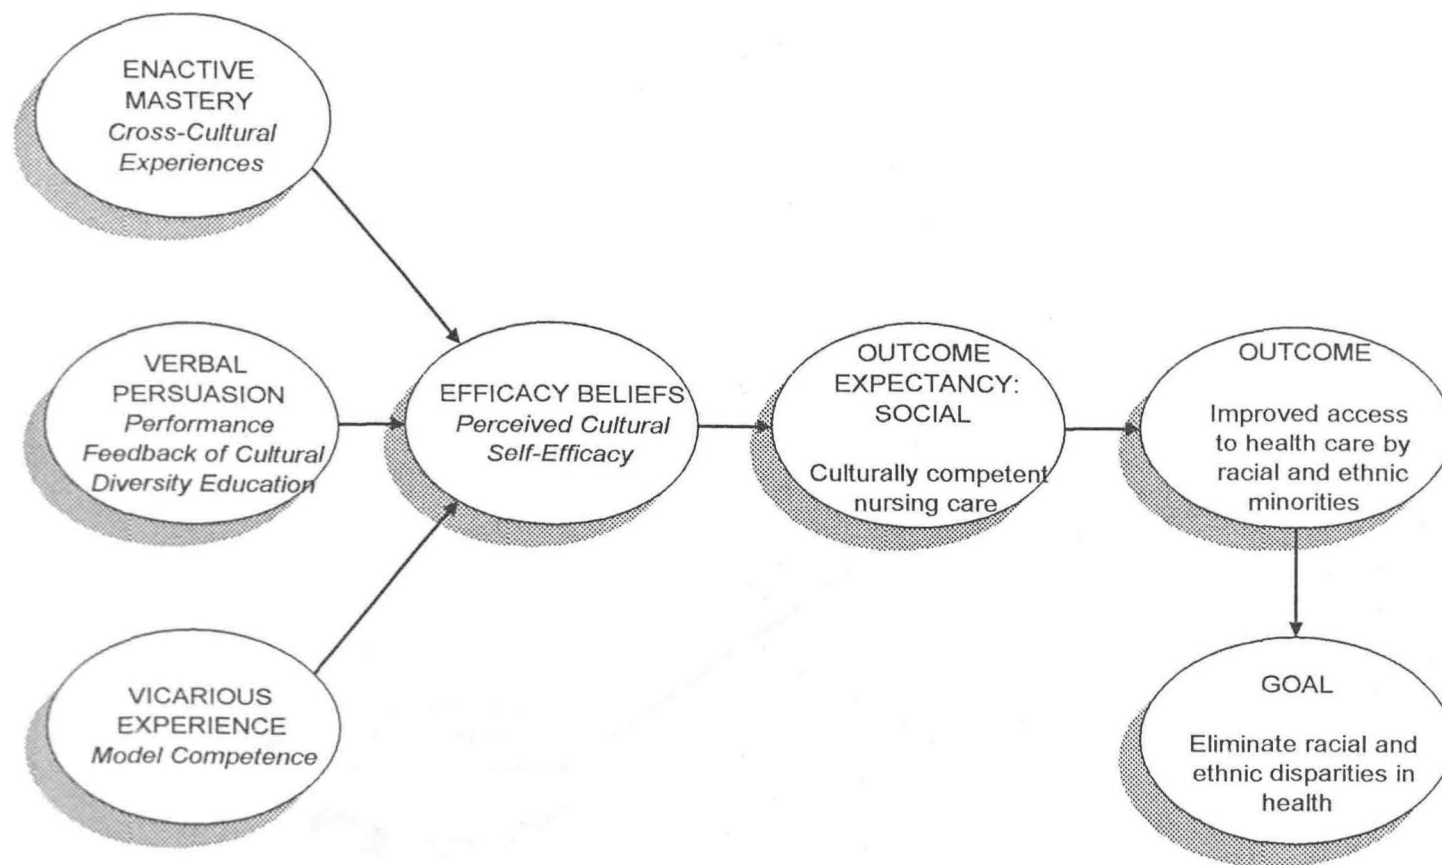 ENACTIVE
MASTERY
Cross-Cultural
Experiences
VERBAL
PERSUASION
Performance
Feedback of Cultural
Diversity Education
VICARIOUS
EXPERIENCE
Model Competence
EFFICACY BELIEFS
Perceived Cultural
Self-Efficacy
OUTCOME
EXPECTANCY:
SOCIAL
Culturally competent
nursing care
OUTCOME
Improved access
to health care by
racial and ethnic
minorities
GOAL
Eliminate racial and
ethnic disparities in
health